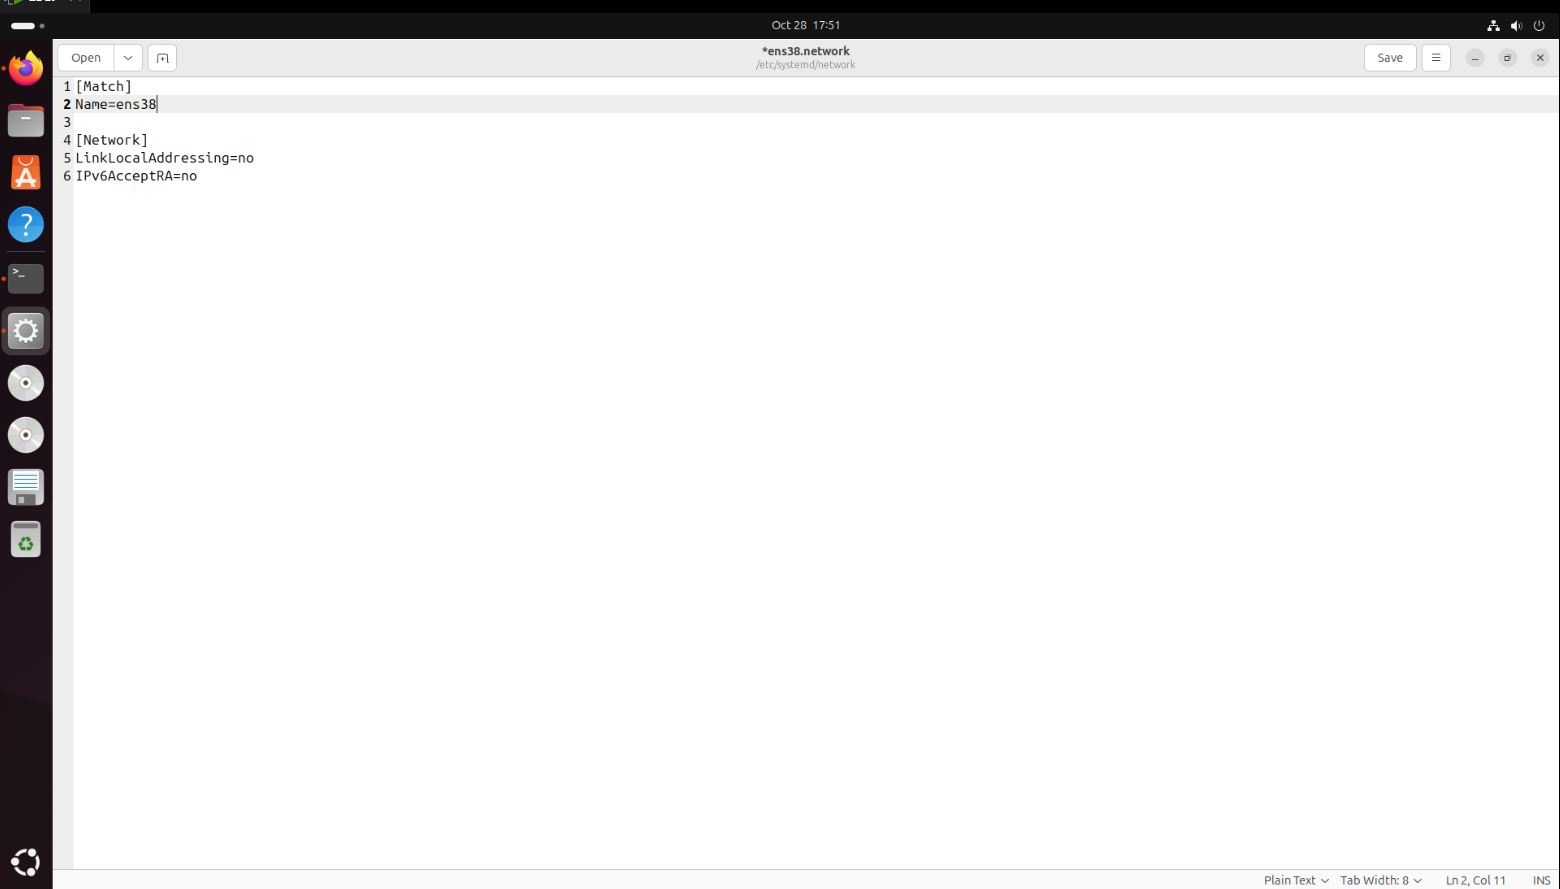 Oct 28 17:51
Open
*ens38.network
/etc/systemd/network
Save
1 [Match]
2 Name=ens38
3
4 [Network]
5 LinkLocalAddressing=no
6 IPv6AcceptRA=no
Plain Text
Tab Width: 8
Ln 2, Col 11
INS